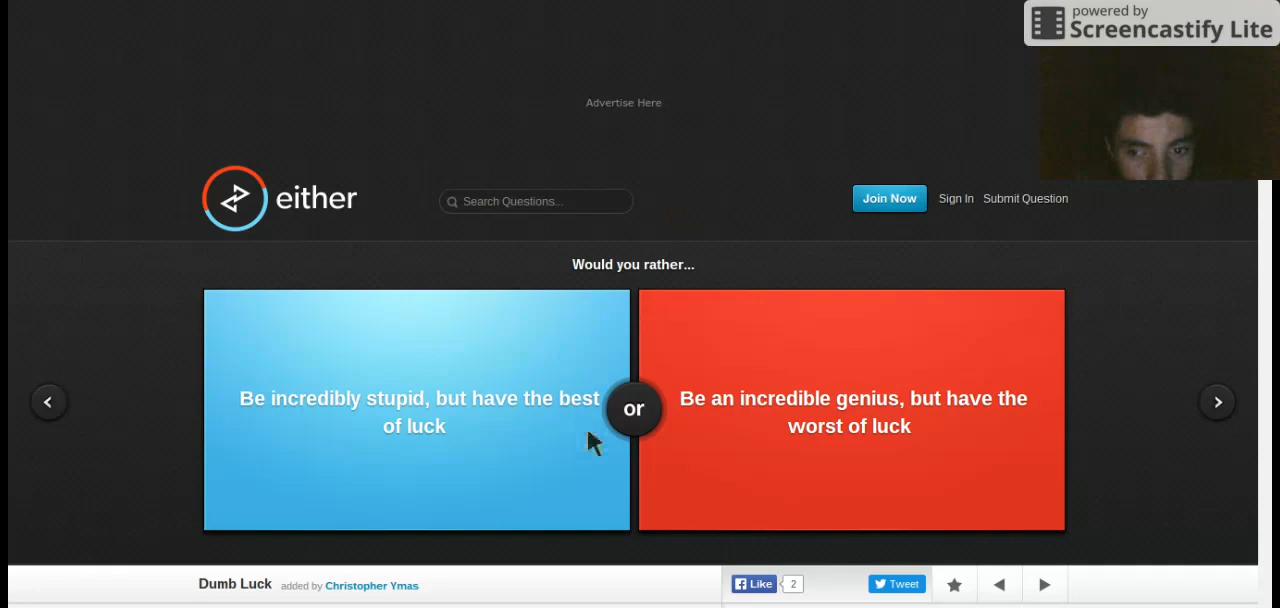 powered by
Screencastify Lite
Advertise Here
either
Search Questions...
Join Now
Sign In
Submit Question
Would you rather...
Be incredibly stupid, but have the best
of luck
or
Be an incredible genius, but have the
worst of luck
Dumb Luck
added by Christopher Ymas
Like
2
Tweet